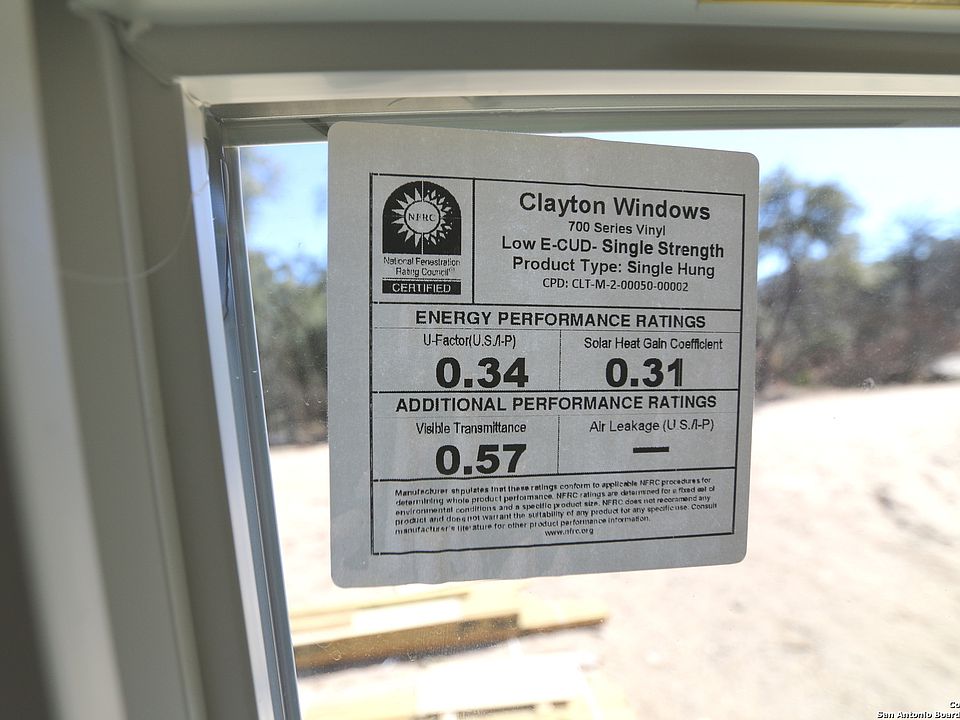 NFRC
National Fenestration
Rating Council®
CERTIFIED
Clayton Windows
700 Series Vinyl
Low E-CUD- Single Strength
Product Type: Single Hung
CPD: CLT-M-2-00050-00002
ENERGY PERFORMANCE RATINGS
U-Factor(U.S./I-P)
0.34
Solar Heat Gain Coefficient
0.31
ADDITIONAL PERFORMANCE RATINGS
Visible Transmittance
0.57
Air Leakage (U.S./I-P)
—
Manufacturer stipulates that these ratings conform to applicable NFRC procedures for
determining whole product performance. NFRC ratings are determined for a fixed set of
environmental conditions and a specific product size. NFRC does not recommend any
product and does not warrant the suitability of any product for any specific use. Consult
manufacturer's literature for other product performance information.
www.nfrc.org
Co
San Antonio Board